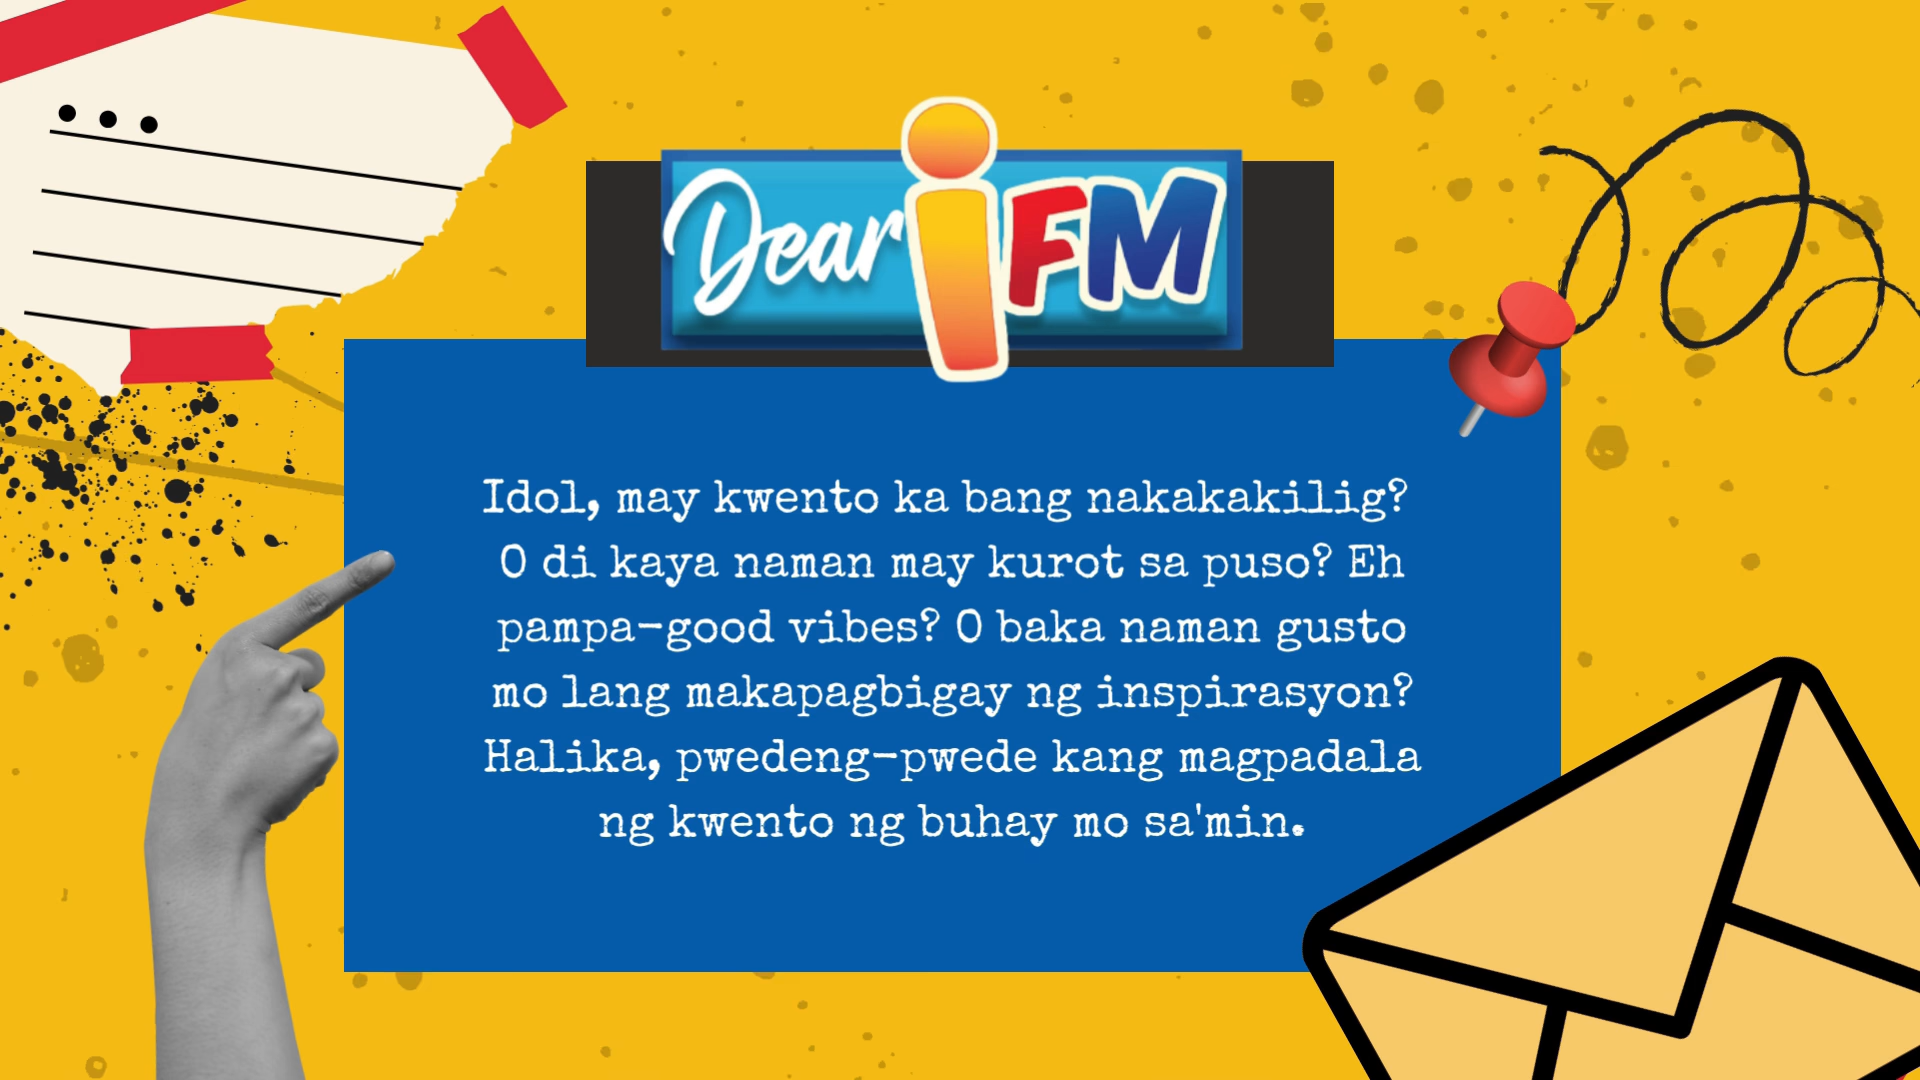 Dear iFM
Idol, may kwento ka bang nakakakilig?
O di kaya naman may kurot sa puso? Eh
pampa-good vibes? O baka naman gusto
mo lang makapagbigay ng inspirasyon?
Halika, pwedeng-pwede kang magpadala
ng kwento ng buhay mo sa'min.